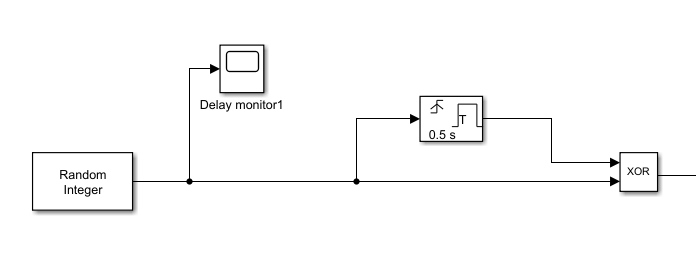 Delay monitor1
T
0.5 s
Random
Integer
XOR